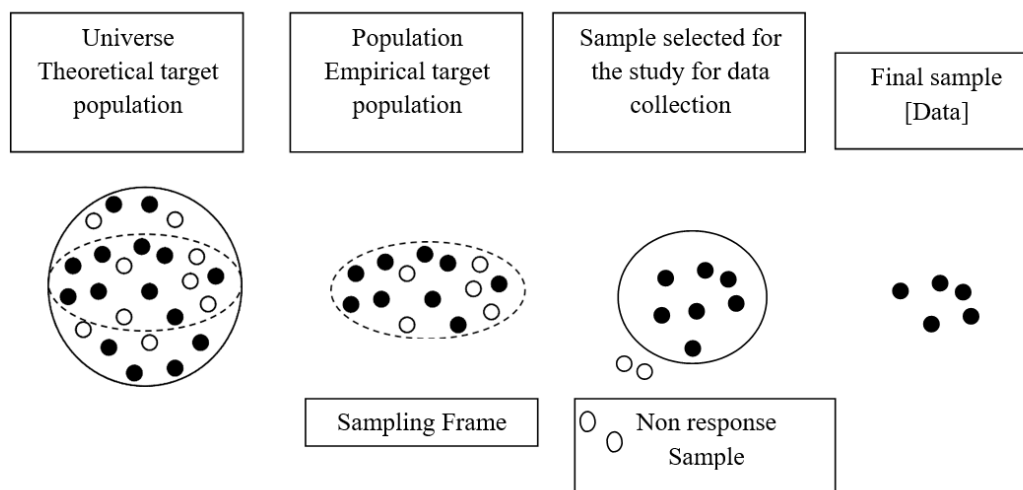 Universe
Theoretical target
population
Population
Empirical target
population
Sample selected for
the study for data
collection
Final sample
[Data]
Sampling Frame
Non response
Sample